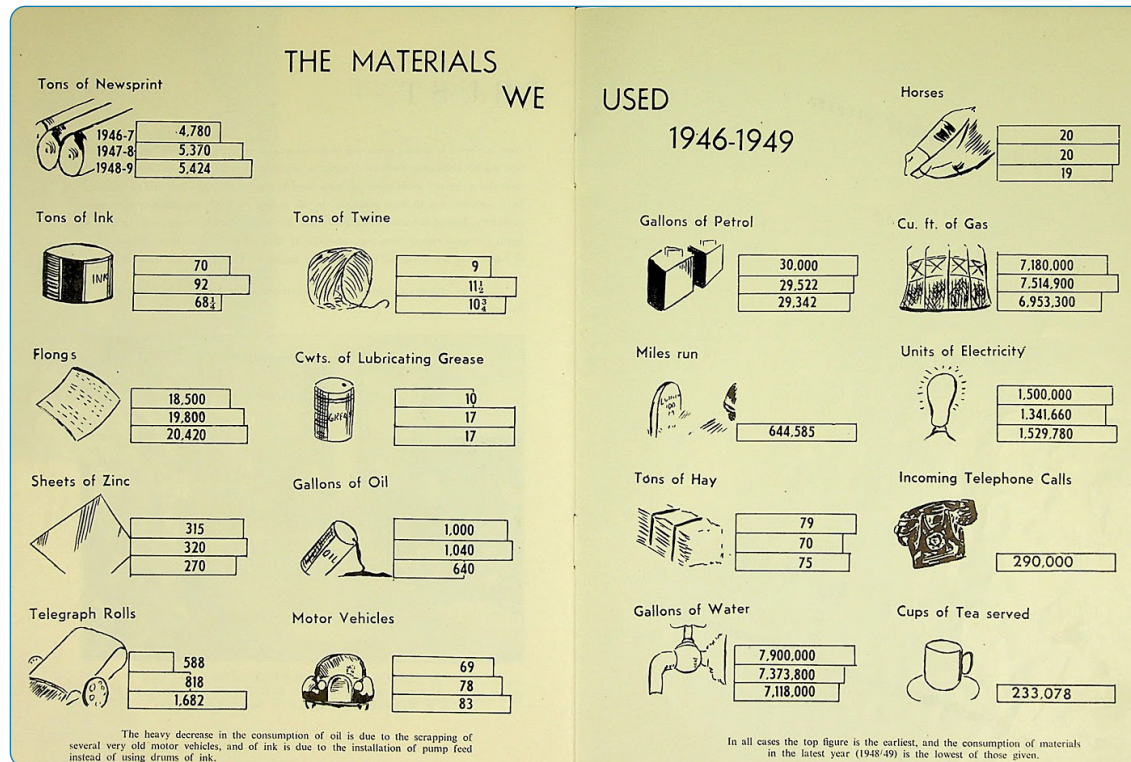 THE MATERIALS
WE USED
1946-1949
Tons of Newsprint
1946-7 4,780
1947-8 5,370
1948-9 5,424
Horses
W/N
20
20
19
Tons of Ink
INK
70
92
68¼
Tons of Twine
9
11½
10¾
Gallons of Petrol
30,000
29,522
29,342
Cu. ft. of Gas
7,180,000
7,514,900
6,953,300
Flongs
18,500
19,800
20,420
Cwts. of Lubricating Grease
10
17
17
Miles run
644,585
Units of Electricity
1,500,000
1,341,660
1,529,780
Sheets of Zinc
315
320
270
Gallons of Oil
OIL
1,000
1,040
640
Tons of Hay
79
70
75
Incoming Telephone Calls
290,000
Telegraph Rolls
588
818
1,682
Motor Vehicles
69
78
83
Gallons of Water
7,900,000
7,373,800
7,118,000
Cups of Tea served
233,078
The heavy decrease in the consumption of oil is due to the scrapping of
several very old motor vehicles, and of ink is due to the installation of pump feed
instead of using drums of ink.
In all cases the top figure is the earliest, and the consumption of materials
in the latest year (1948/49) is the lowest of those given.